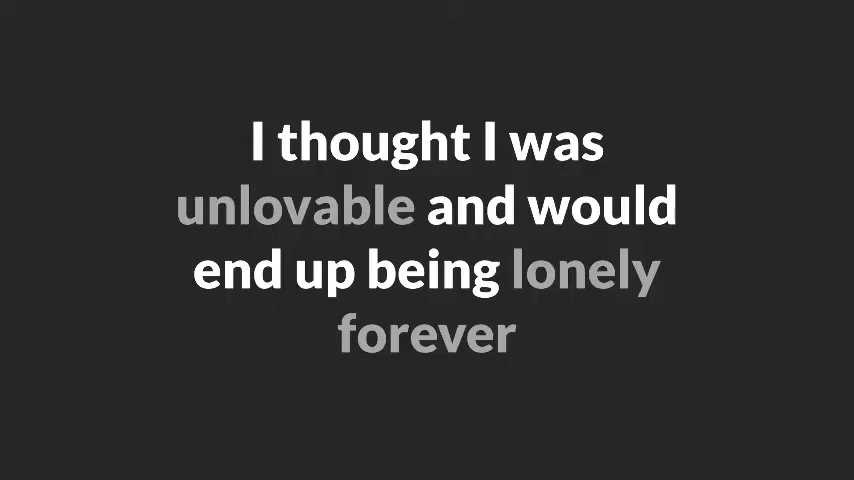 I thought I was
unlovable and would
end up being lonely
forever